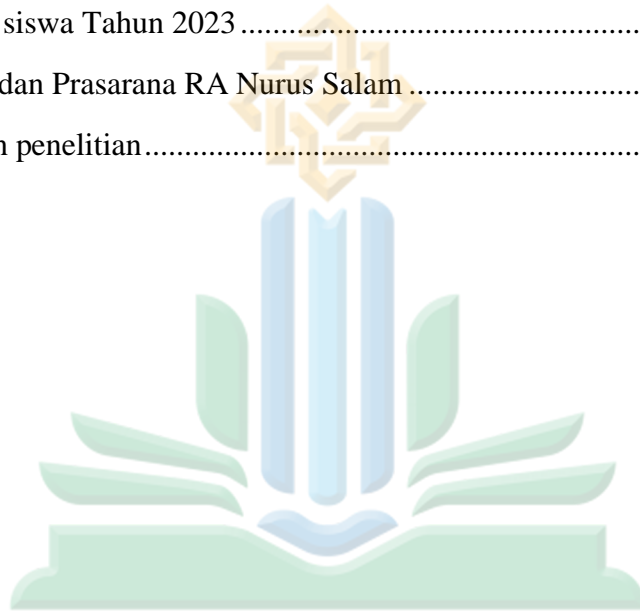 siswa Tahun 2023 ..................................................
dan Prasarana RA Nurus Salam .............................
n penelitian..............................................................